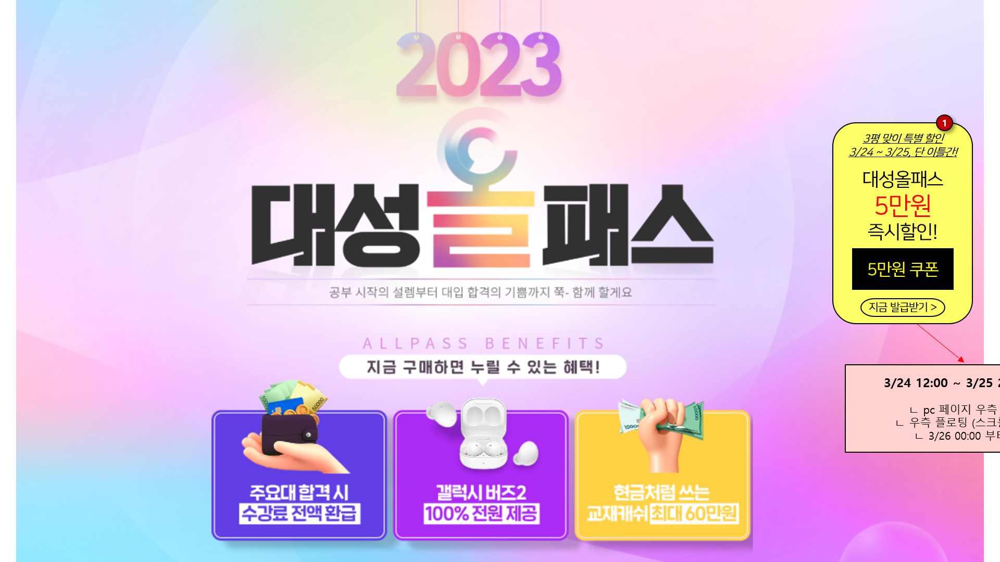 2023
대성올패스
공부 시작의 설렘부터 대입 합격의 기쁨까지 쭉- 함께 할게요
ALLPASS BENEFITS
지금 구매하면 누릴 수 있는 혜택!
주요대 합격 시
수강료 전액 환급
갤럭시 버즈2
100% 전원 제공
현금처럼 쓰는
교재캐쉬 최대 60만원
1
3평 맞이 특별 할인
3/24 ~ 3/25, 단 이틀간!
대성올패스
5만원
즉시할인!
5만원 쿠폰
지금 발급받기 >
3/24 12:00 ~ 3/25
ㄴ pc 페이지 우측
ㄴ 우측 플로팅
ㄴ 3/26 00:00